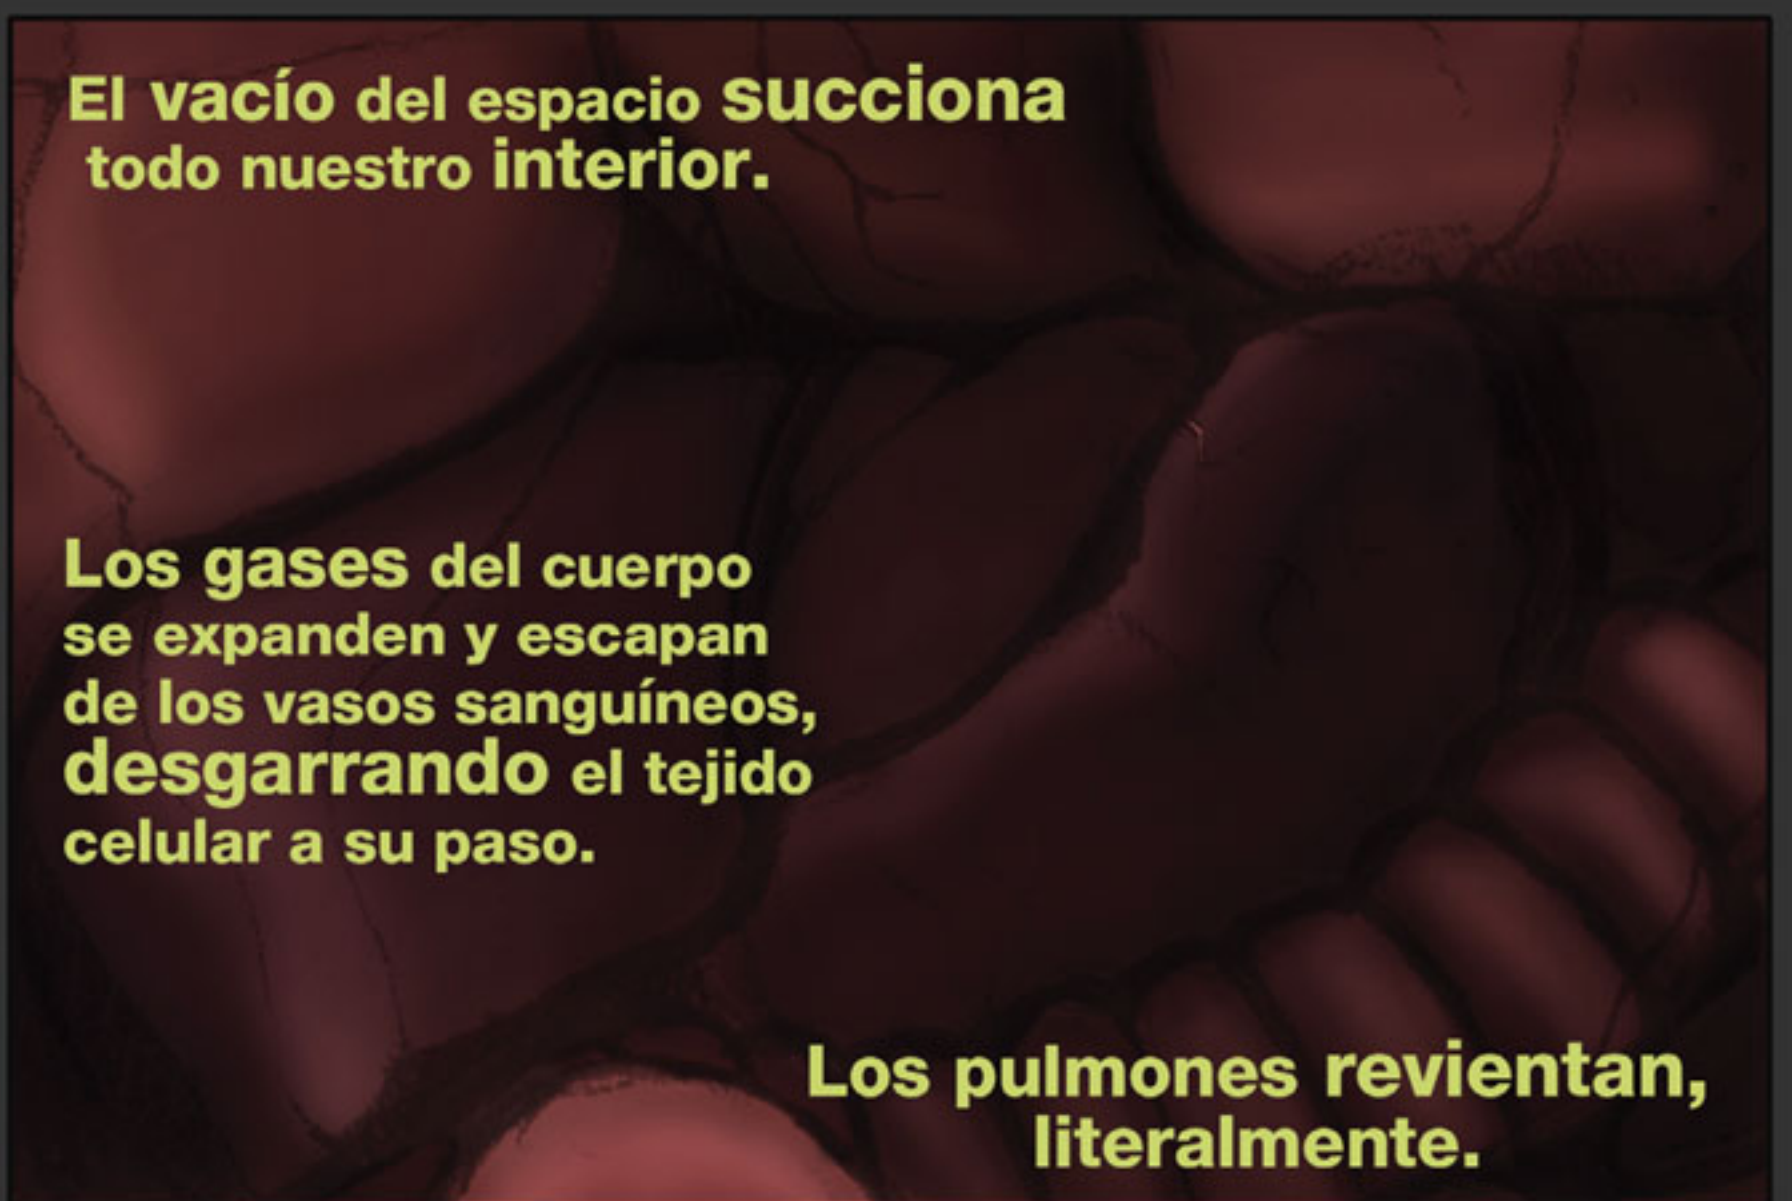 El vacío del espacio succiona
todo nuestro interior.
Los gases del cuerpo
se expanden y escapan
de los vasos sanguíneos,
desgarrando el tejido
celular a su paso.
Los pulmones revientan,
literalmente.